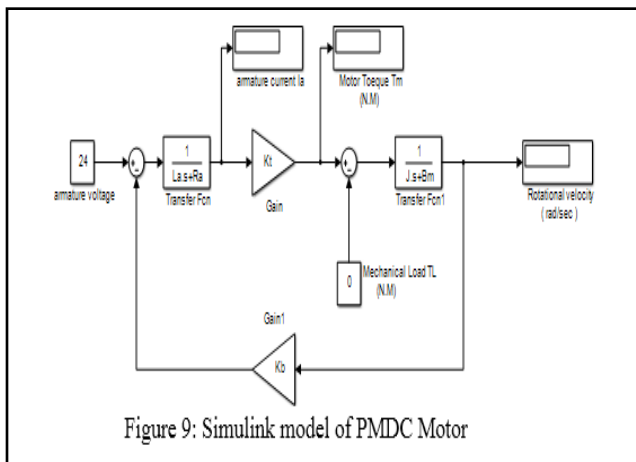 armature current Ia
Motor Toeque Tm
(N.M)
24
armature voltage
1
La.s+Ra
Transfer Fcn
Kt
Gain
1
J.s+Bm
Transfer Fcn1
Rotational velocity
( rad/sec )
0
Mechanical Load TL
(N.M)
Gain1
Kb
Figure 9: Simulink model of PMDC Motor